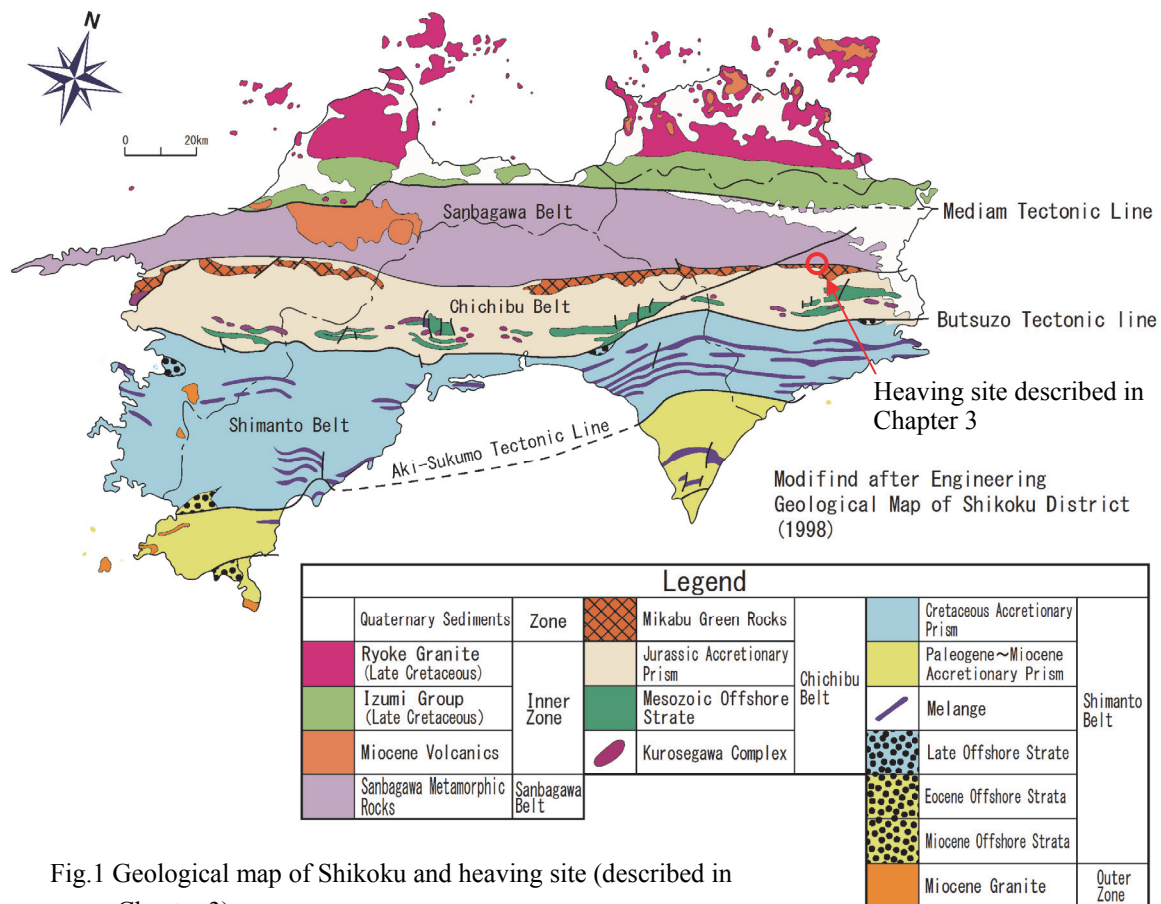 N
0 20km
Sanbagawa Belt
Mediam Tectonic Line
Chichibu Belt
Butsuzo Tectonic line
Heaving site described in
Chapter 3
Shimanto Belt
Aki-Sukumo Tectonic Line
Modifind after Engineering
Geological Map of Shikoku District
(1998)
Legend
Quaternary Sediments
Zone
Ryoke Granite
(Late Cretaceous)
Izumi Group
(Late Cretaceous)
Inner
Zone
Miocene Volcanics
Sanbagawa Metamorphic
Rocks
Sanbagawa
Belt
Mikabu Green Rocks
Jurassic Accretionary
Prism
Mesozoic Offshore
Strate
Kurosegawa Complex
Chichibu
Belt
Cretaceous Accretionary
Prism
Paleogene~Miocene
Accretionary Prism
Melange
Late Offshore Strate
Eocene Offshore Strata
Miocene Offshore Strata
Shimanto
Belt
Miocene Granite
Outer
Zone
Fig.1 Geological map of Shikoku and heaving site (described in